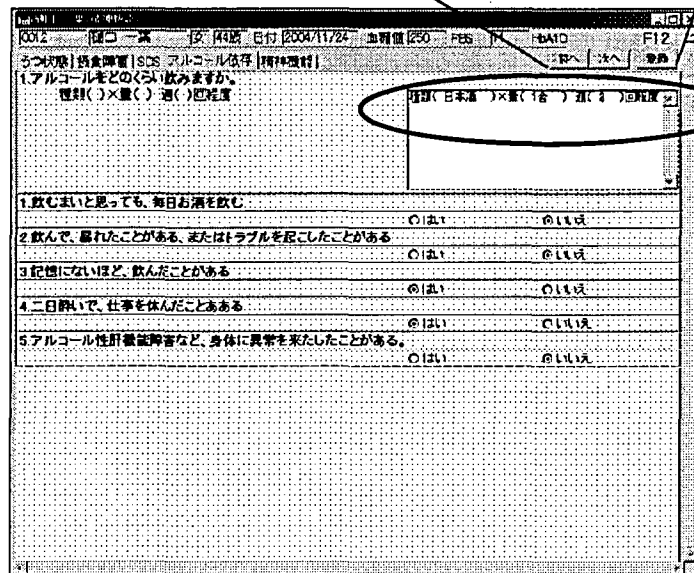 0012 樋口 一葉 女 44歳 日付 2004/11/24 血糖値 250 FBS HbA1C F12
うつ状態 摂食障害 SDS アルコール依存 精神機能
前へ 次へ 登録
1.アルコールをどのくらい飲みますか。
種類( )×量( ) 週( )回程度
種類( 日本酒 )×量( 1合 ) 週( 3 )回程度
1.飲むまいと思っても、毎日お酒を飲む
はい いいえ
2.飲んで、暴れたことがある、またはトラブルを起こしたことがある
はい いいえ
3.記憶にないほど、飲んだことがある
はい いいえ
4.二日酔いで、仕事を休んだことあある
はい いいえ
5.アルコール性肝機能障害など、身体に異常を来たしたことがある。
はい いいえ